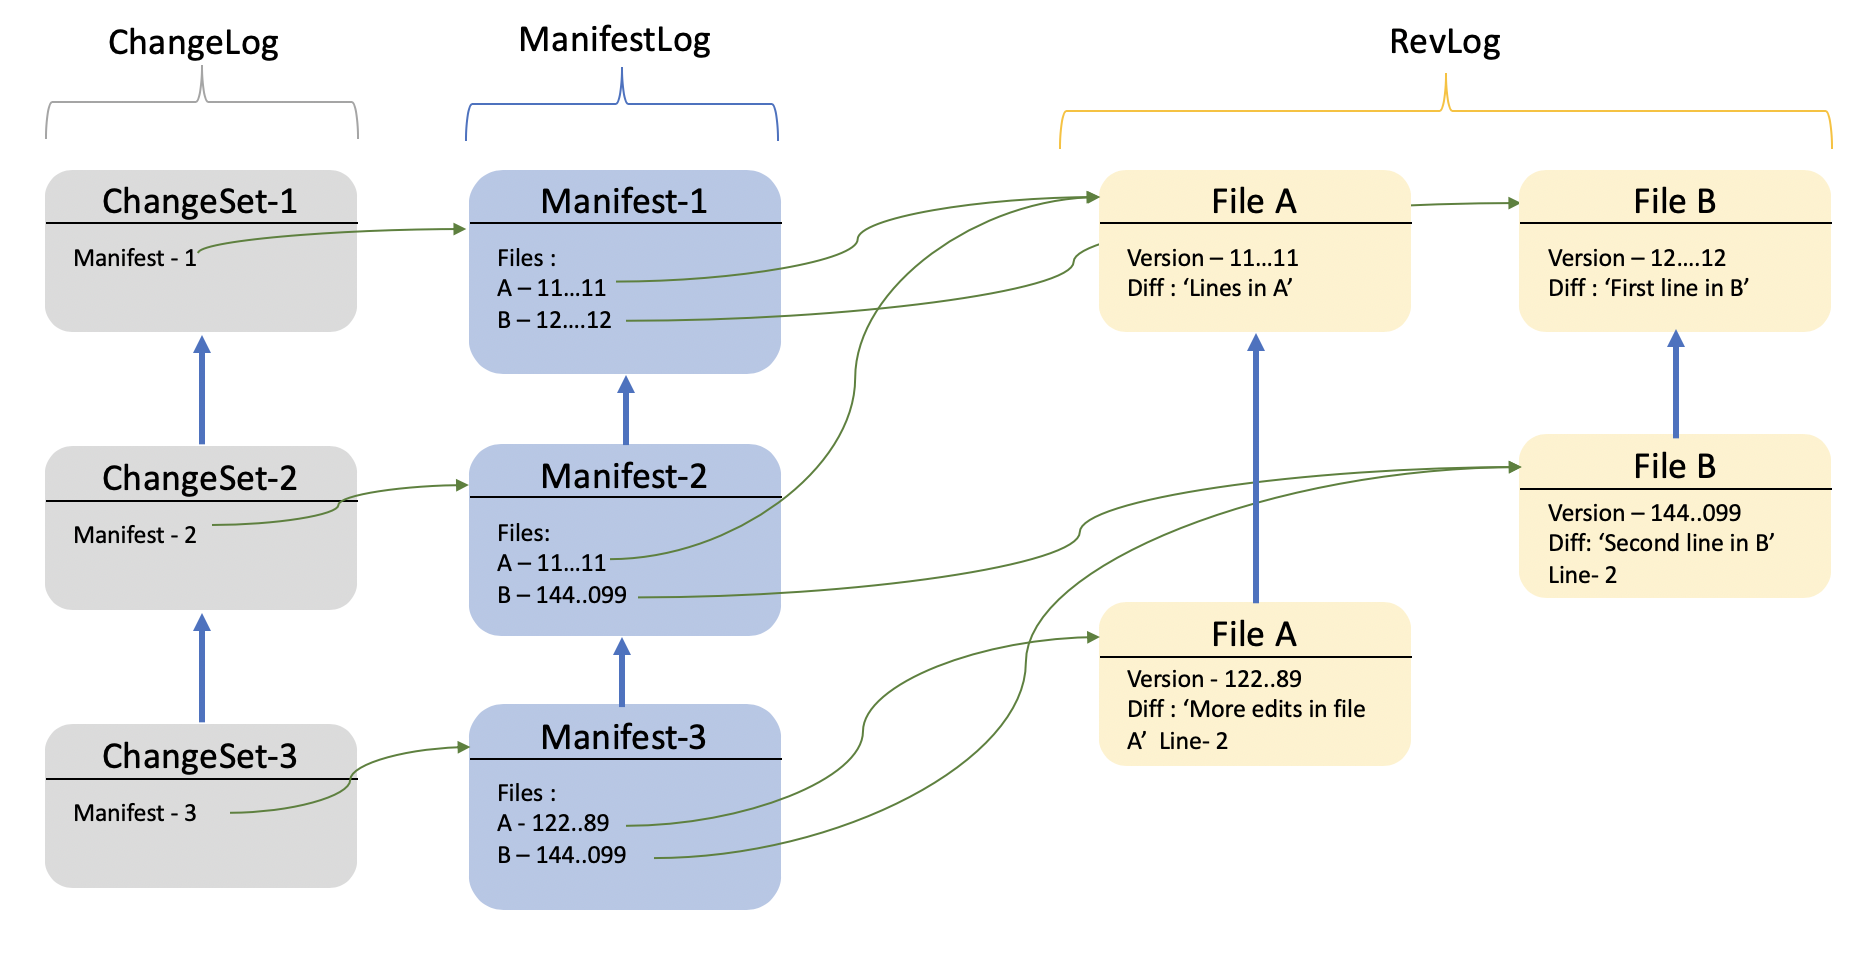 ChangeLog
ManifestLog
RevLog
ChangeSet-1
Manifest - 1
Manifest-1
Files :
A – 11...11
B – 12....12
File A
Version – 11...11
Diff : ‘Lines in A’
File B
Version – 12....12
Diff : ‘First line in B’
ChangeSet-2
Manifest - 2
Manifest-2
Files:
A – 11...11
B – 144..099
File B
Version – 144..099
Diff: ‘Second line in B’
Line- 2
File A
Version - 122..89
Diff : ‘More edits in file
A’ Line- 2
ChangeSet-3
Manifest - 3
Manifest-3
Files :
A - 122..89
B – 144..099